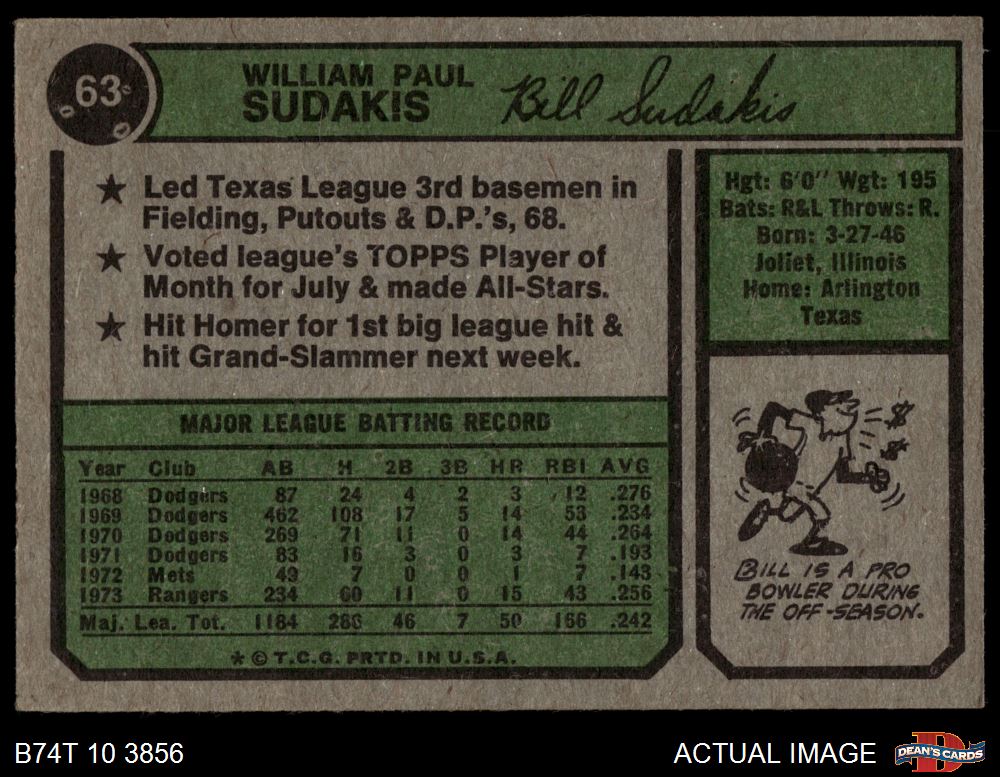 63
WILLIAM PAUL
SUDAKIS
Bill Sudakis
★ Led Texas League 3rd basemen in
Fielding, Putouts & D.P.'s, 68.
★ Voted league's TOPPS Player of
Month for July & made All-Stars.
★ Hit Homer for 1st big league hit &
hit Grand-Slammer next week.
Hgt: 6'0" Wgt: 195
Bats: R&L Throws: R.
Born: 3-27-46
Joliet, Illinois
Home: Arlington
Texas
MAJOR LEAGUE BATTING RECORD
Year Club AB H 2B 3B HR RBI AVG
1968 Dodgers 87 24 4 2 3 12 .276
1969 Dodgers 462 108 17 5 14 53 .234
1970 Dodgers 269 71 11 0 14 44 .264
1971 Dodgers 83 16 3 0 3 7 .193
1972 Mets 49 7 0 0 1 7 .143
1973 Rangers 234 60 11 0 15 43 .256
Maj. Lea. Tot. 1184 286 46 7 50 166 .242
* © T.C.G. PRTD. IN U.S.A.
$
$
$
BILL IS A PRO
BOWLER DURING
THE OFF-SEASON.
B74T 10 3856
ACTUAL IMAGE
D
DEAN'S CARDS